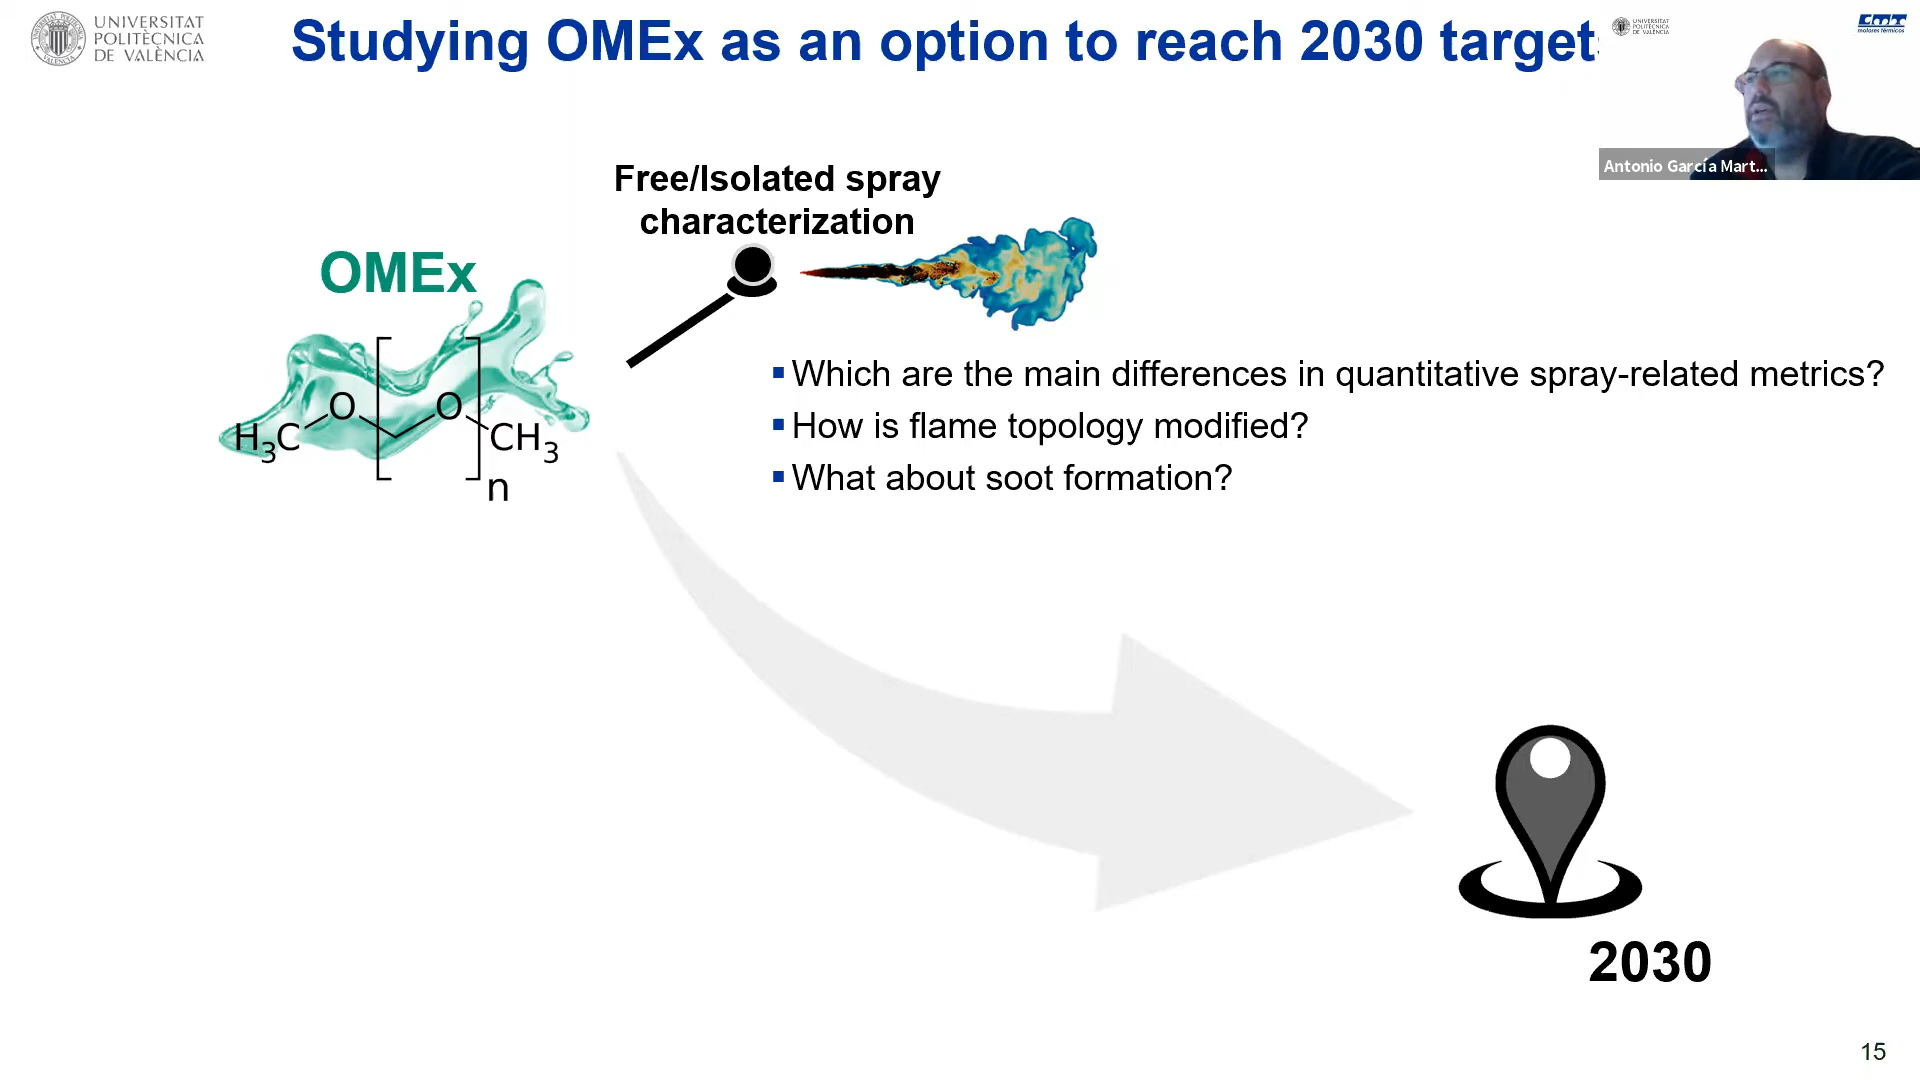 UNIVERSITAT
POLITÈCNICA
DE VALÈNCIA
Studying OMEx as an option to reach 2030 target
UNIVERSITAT
POLITÈCNICA
DE VALÈNCIA
CMT
motores térmicos
Antonio García Mart...
Free/Isolated spray
characterization
OMEx
H3C O O CH3
n
Which are the main differences in quantitative spray-related metrics?
How is flame topology modified?
What about soot formation?
2030
15